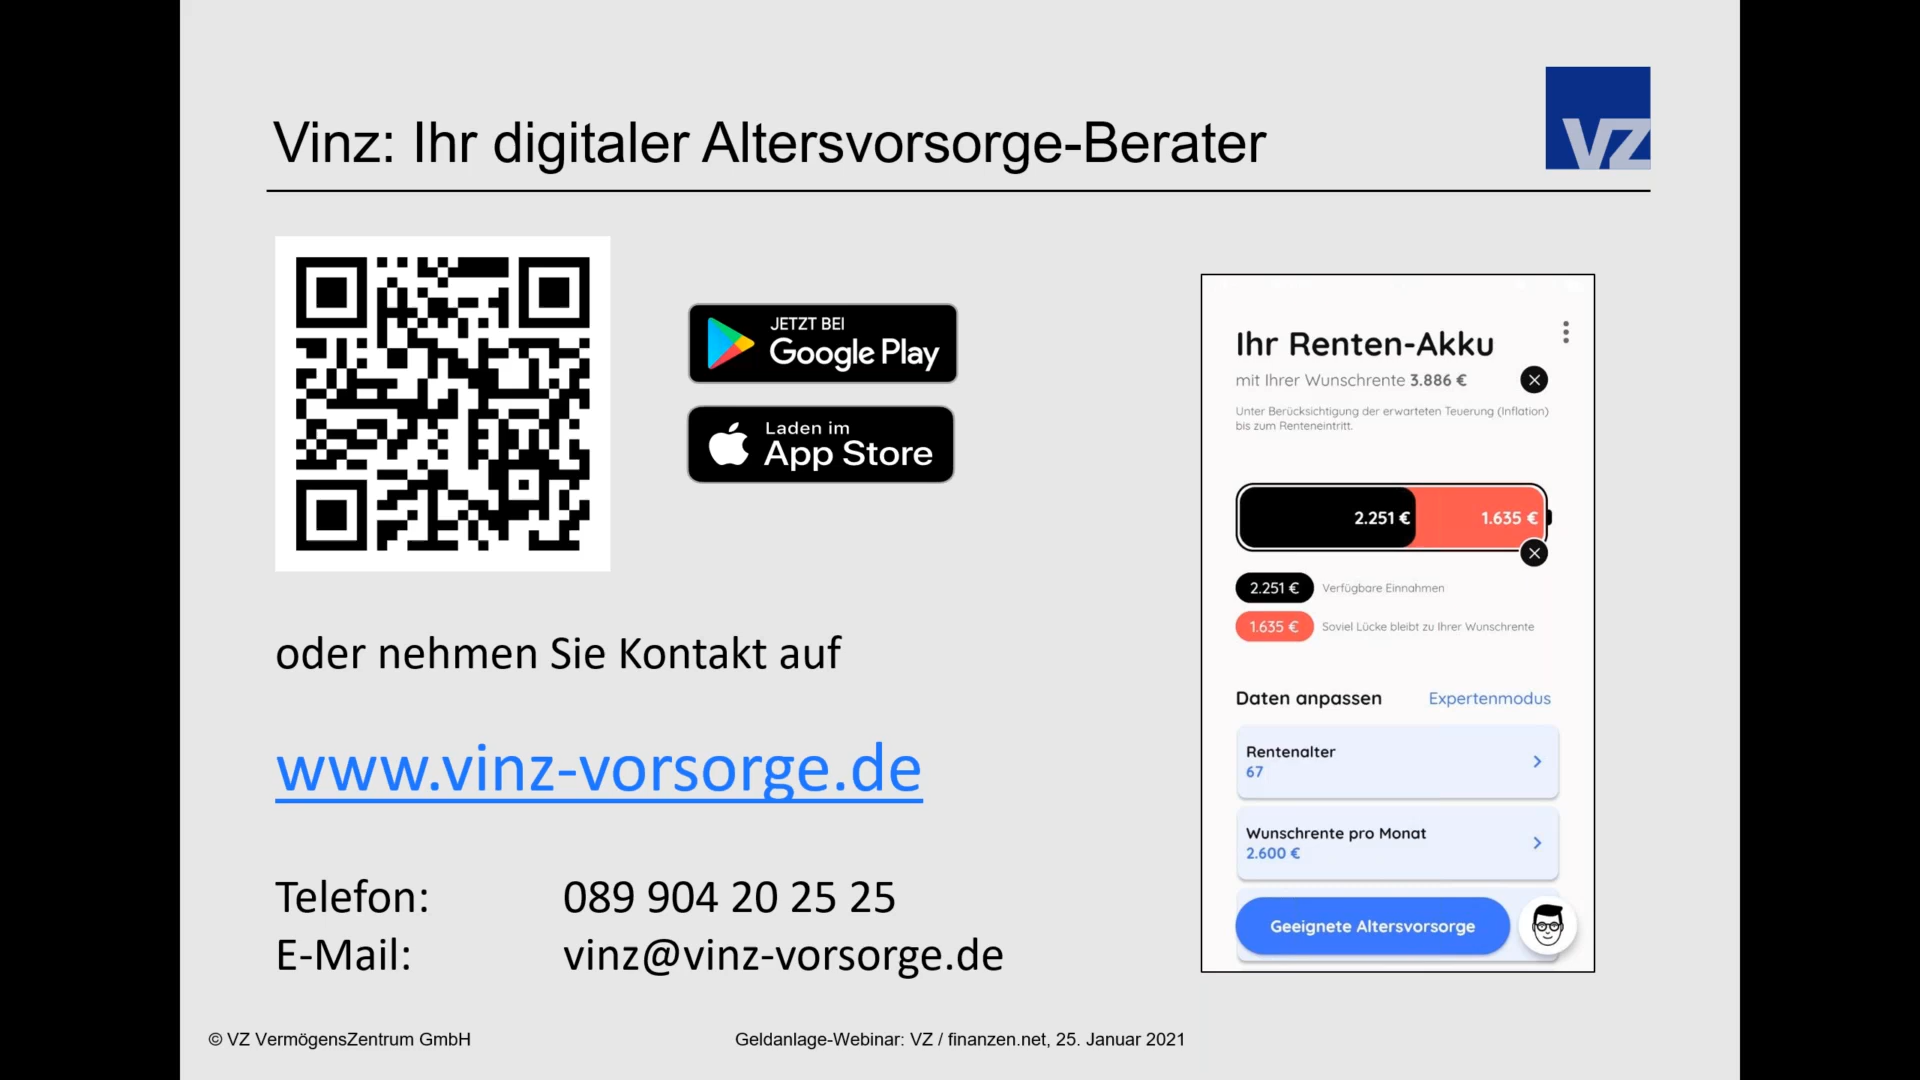 Vinz: Ihr digitaler Altersvorsorge-Berater
VZ
JETZT BEI
Google Play
Laden im
App Store
oder nehmen Sie Kontakt auf
www.vinz-vorsorge.de
Telefon: 089 904 20 25 25
E-Mail: vinz@vinz-vorsorge.de
Ihr Renten-Akku
mit Ihrer Wunschrente 3.886 €
Unter Berücksichtigung der erwarteten Teuerung (Inflation)
bis zum Renteneintritt.
2.251 € 1.635 €
2.251 € Verfügbare Einnahmen
1.635 € Soviel Lücke bleibt zu Ihrer Wunschrente
Daten anpassen Expertenmodus
Rentenalter
67
Wunschrente pro Monat
2.600 €
Geeignete Altersvorsorge
© VZ VermögensZentrum GmbH
Geldanlage-Webinar: VZ / finanzen.net, 25. Januar 2021